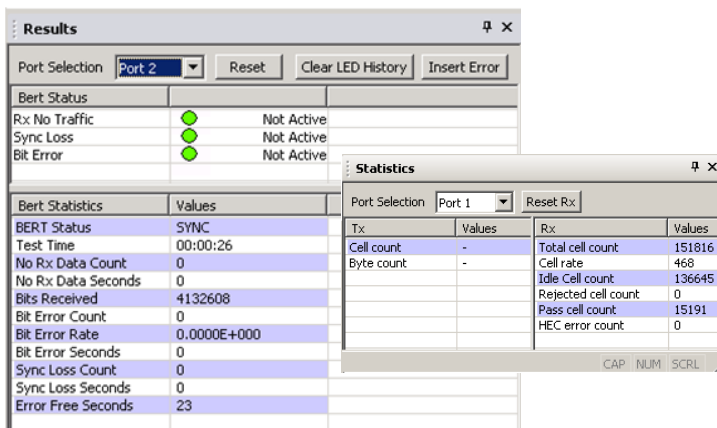 Results
Port Selection Port 2 Reset Clear LED History Insert Error
Bert Status
Rx No Traffic Not Active
Sync Loss Not Active
Bit Error Not Active
Bert Statistics Values
BERT Status SYNC
Test Time 00:00:26
No Rx Data Count 0
No Rx Data Seconds 0
Bits Received 4132608
Bit Error Count 0
Bit Error Rate 0.0000E+000
Bit Error Seconds 0
Sync Loss Count 0
Sync Loss Seconds 0
Error Free Seconds 23
Statistics
Port Selection Port 1 Reset Rx
Tx Values Rx Values
Cell count - Total cell count 151816
Byte count - Cell rate 468
Idle Cell count 136645
Rejected cell count 0
Pass cell count 15191
HEC error count 0
CAP NUM SCRL